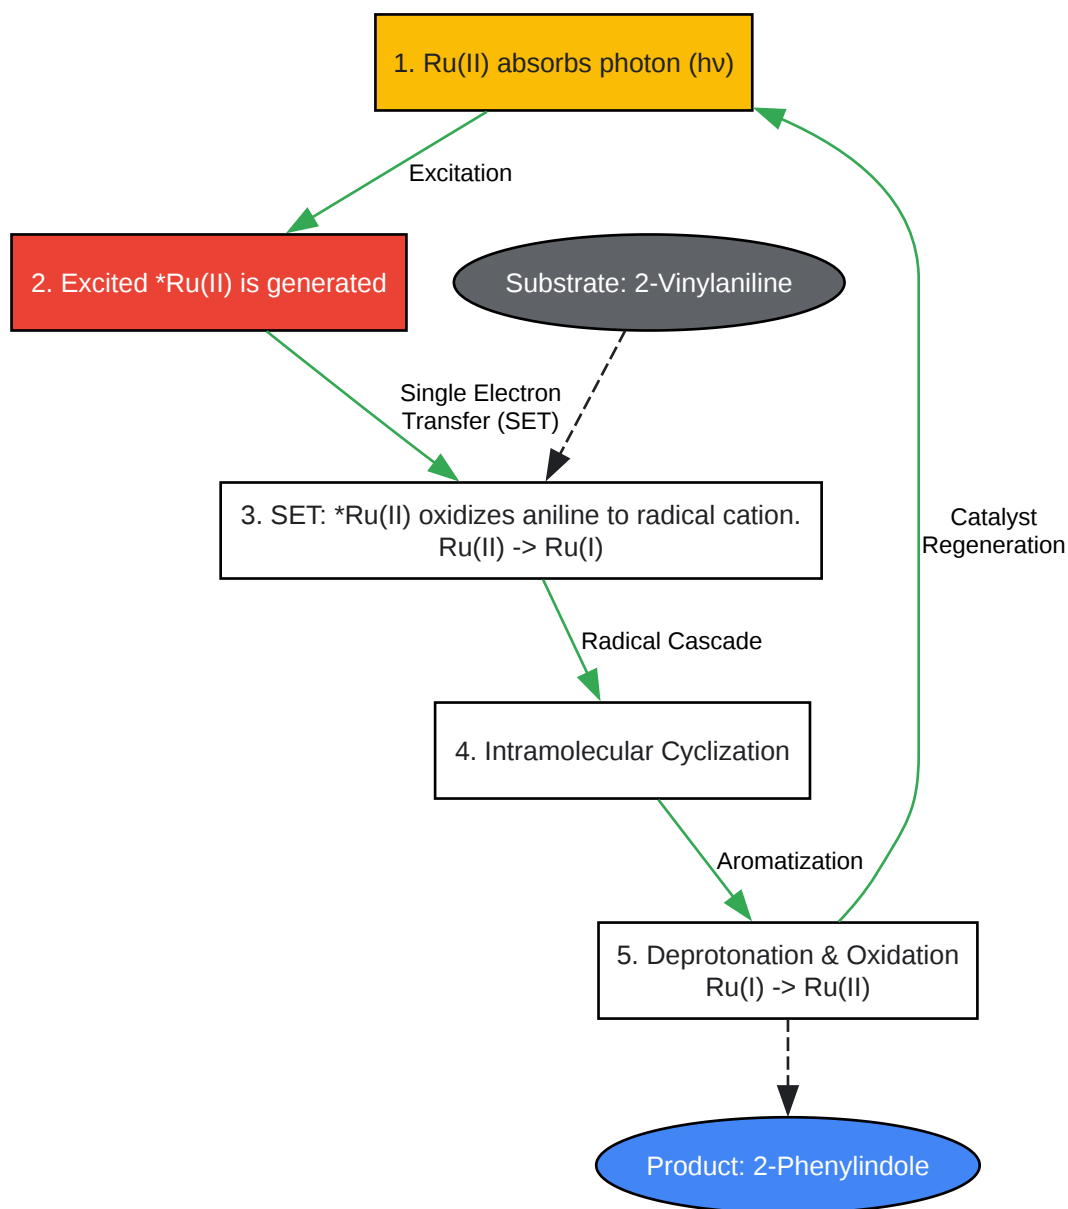 1. Ru(II) absorbs photon (hν)
Excitation
2. Excited *Ru(II) is generated
Substrate: 2-Vinylaniline
Single Electron
Transfer (SET)
3. SET: *Ru(II) oxidizes aniline to radical cation.
Ru(II) -> Ru(I)
Catalyst
Regeneration
Radical Cascade
4. Intramolecular Cyclization
Aromatization
5. Deprotonation & Oxidation
Ru(I) -> Ru(II)
Product: 2-Phenylindole